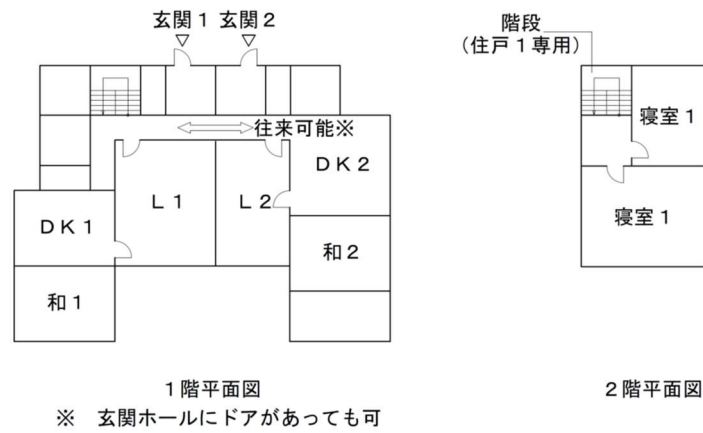 玄関１ 玄関２
往来可能※
ＤＫ２
Ｌ１ Ｌ２
ＤＫ１
和２
和１
１階平面図
※ 玄関ホールにドアがあっても可
階段
（住戸１専用）
寝室１
寝室１
２階平面図